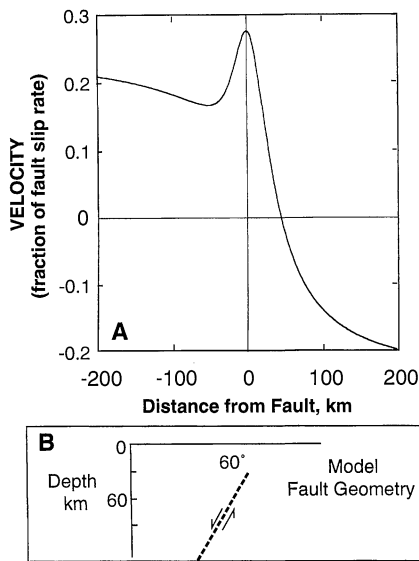 0.3
0.2
0.1
0
-0.1
-0.2
VELOCITY
(fraction of fault slip rate)
A
-200 -100 0 100 200
Distance from Fault, km
B
0
60
Depth
km
60°
Model
Fault Geometry